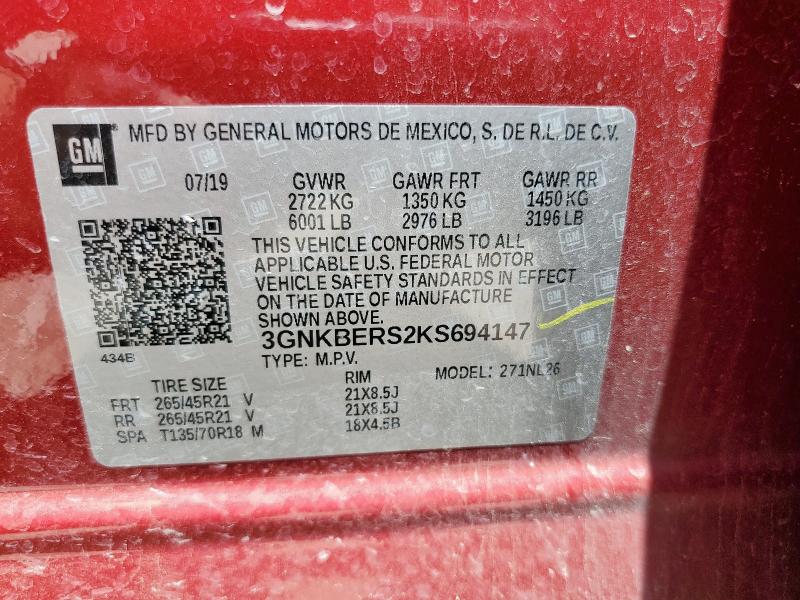 GM MFD BY GENERAL MOTORS DE MEXICO, S. DE R.L. DE C.V.
07/19 GVWR GAWR FRT GAWR RR
2722 KG 1350 KG 1450 KG
6001 LB 2976 LB 3196 LB
THIS VEHICLE CONFORMS TO ALL
APPLICABLE U.S. FEDERAL MOTOR
VEHICLE SAFETY STANDARDS IN EFFECT
ON THE DATE OF MANUFACTURE
SHOWN ABOVE.
3GNKBERS2KS694147
434B
TYPE: M.P.V.
MODEL: 271NL26
TIRE SIZE RIM
FRT 265/45R21 V 21X8.5J
RR 265/45R21 V 21X8.5J
SPA T135/70R18 M 18X4.5B